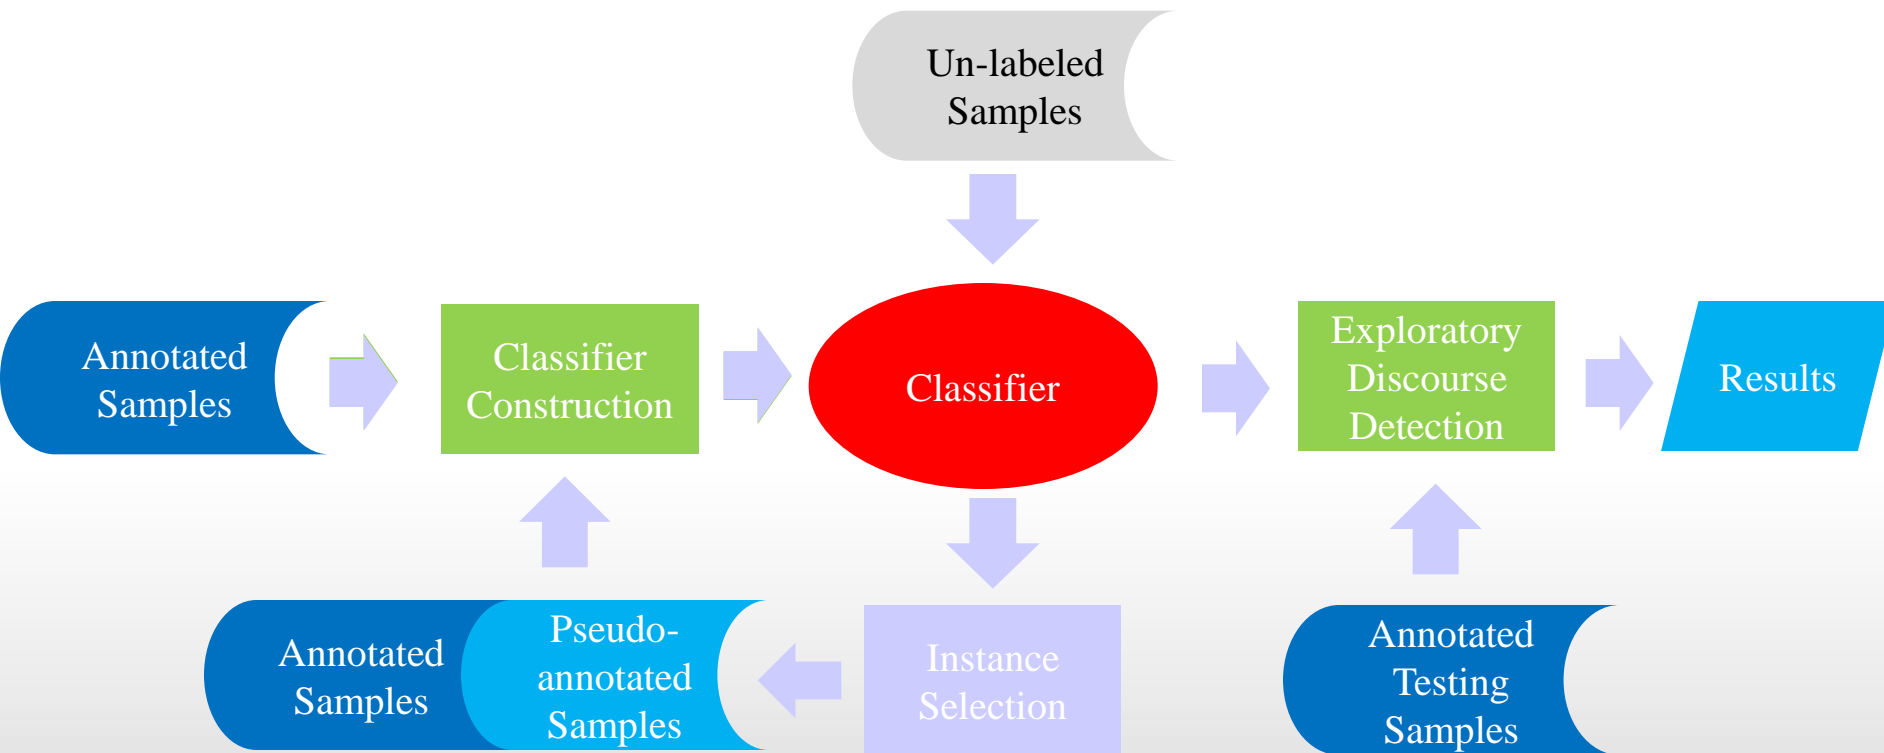 Un-labeled
Samples
Annotated
Samples
Classifier
Construction
Classifier
Exploratory
Discourse
Detection
Results
Annotated
Samples
Pseudo-
annotated
Samples
Instance
Selection
Annotated
Testing
Samples